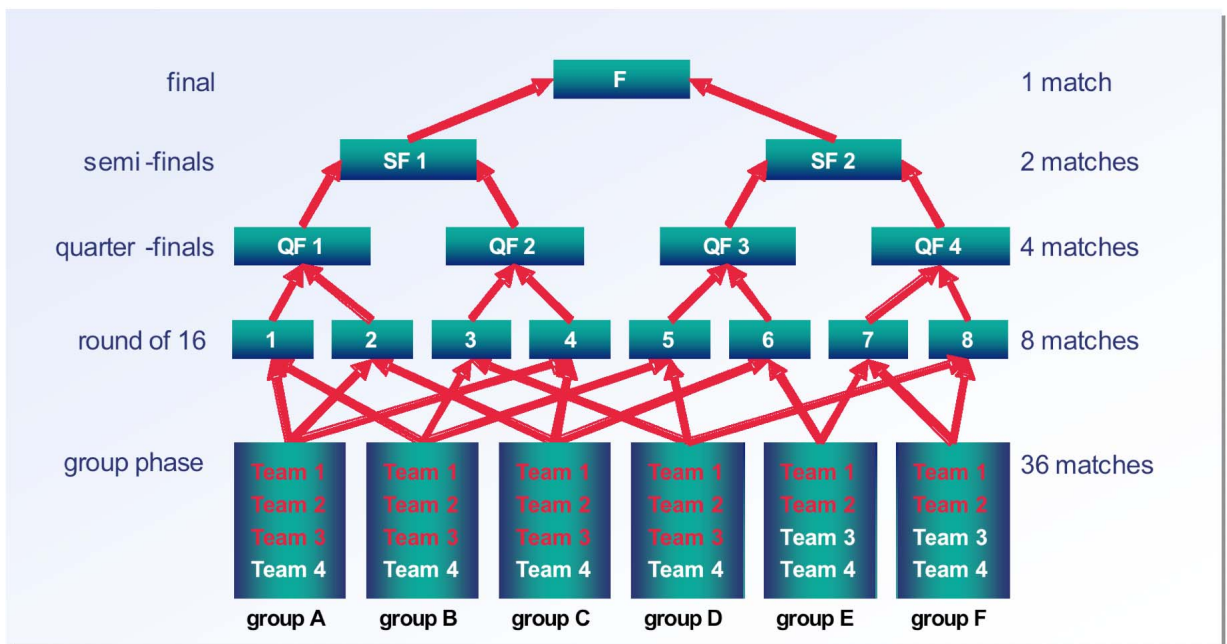 final F 1 match
semi -finals SF 1 SF 2 2 matches
quarter -finals QF 1 QF 2 QF 3 QF 4 4 matches
round of 16 1 2 3 4 5 6 7 8 8 matches
group phase 36 matches
Team 1 Team 1 Team 1 Team 1 Team 1 Team 1
Team 2 Team 2 Team 2 Team 2 Team 2 Team 2
Team 3 Team 3 Team 3 Team 3 Team 3 Team 3
Team 4 Team 4 Team 4 Team 4 Team 4 Team 4
group A group B group C group D group E group F